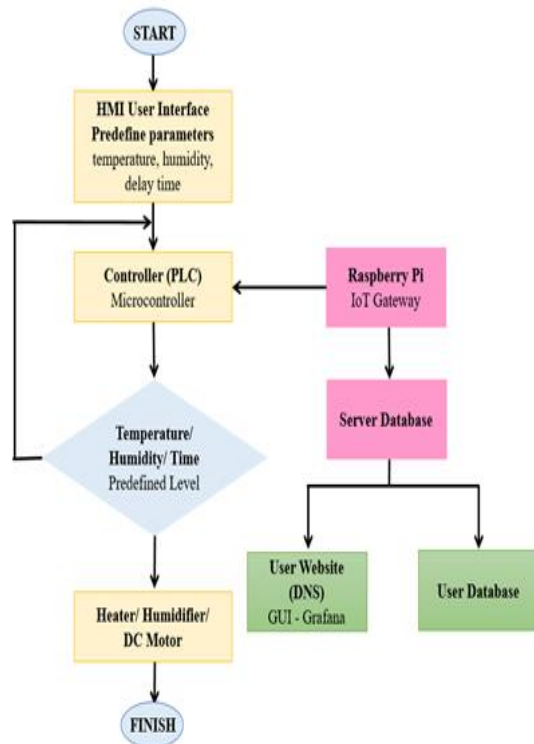 START
HMI User Interface
Predefine parameters
temperature, humidity,
delay time
Controller (PLC)
Microcontroller
Raspberry Pi
IoT Gateway
Temperature/
Humidity/ Time
Predefined Level
Server Database
User Website
(DNS)
GUI - Grafana
User Database
Heater/ Humidifier/
DC Motor
FINISH